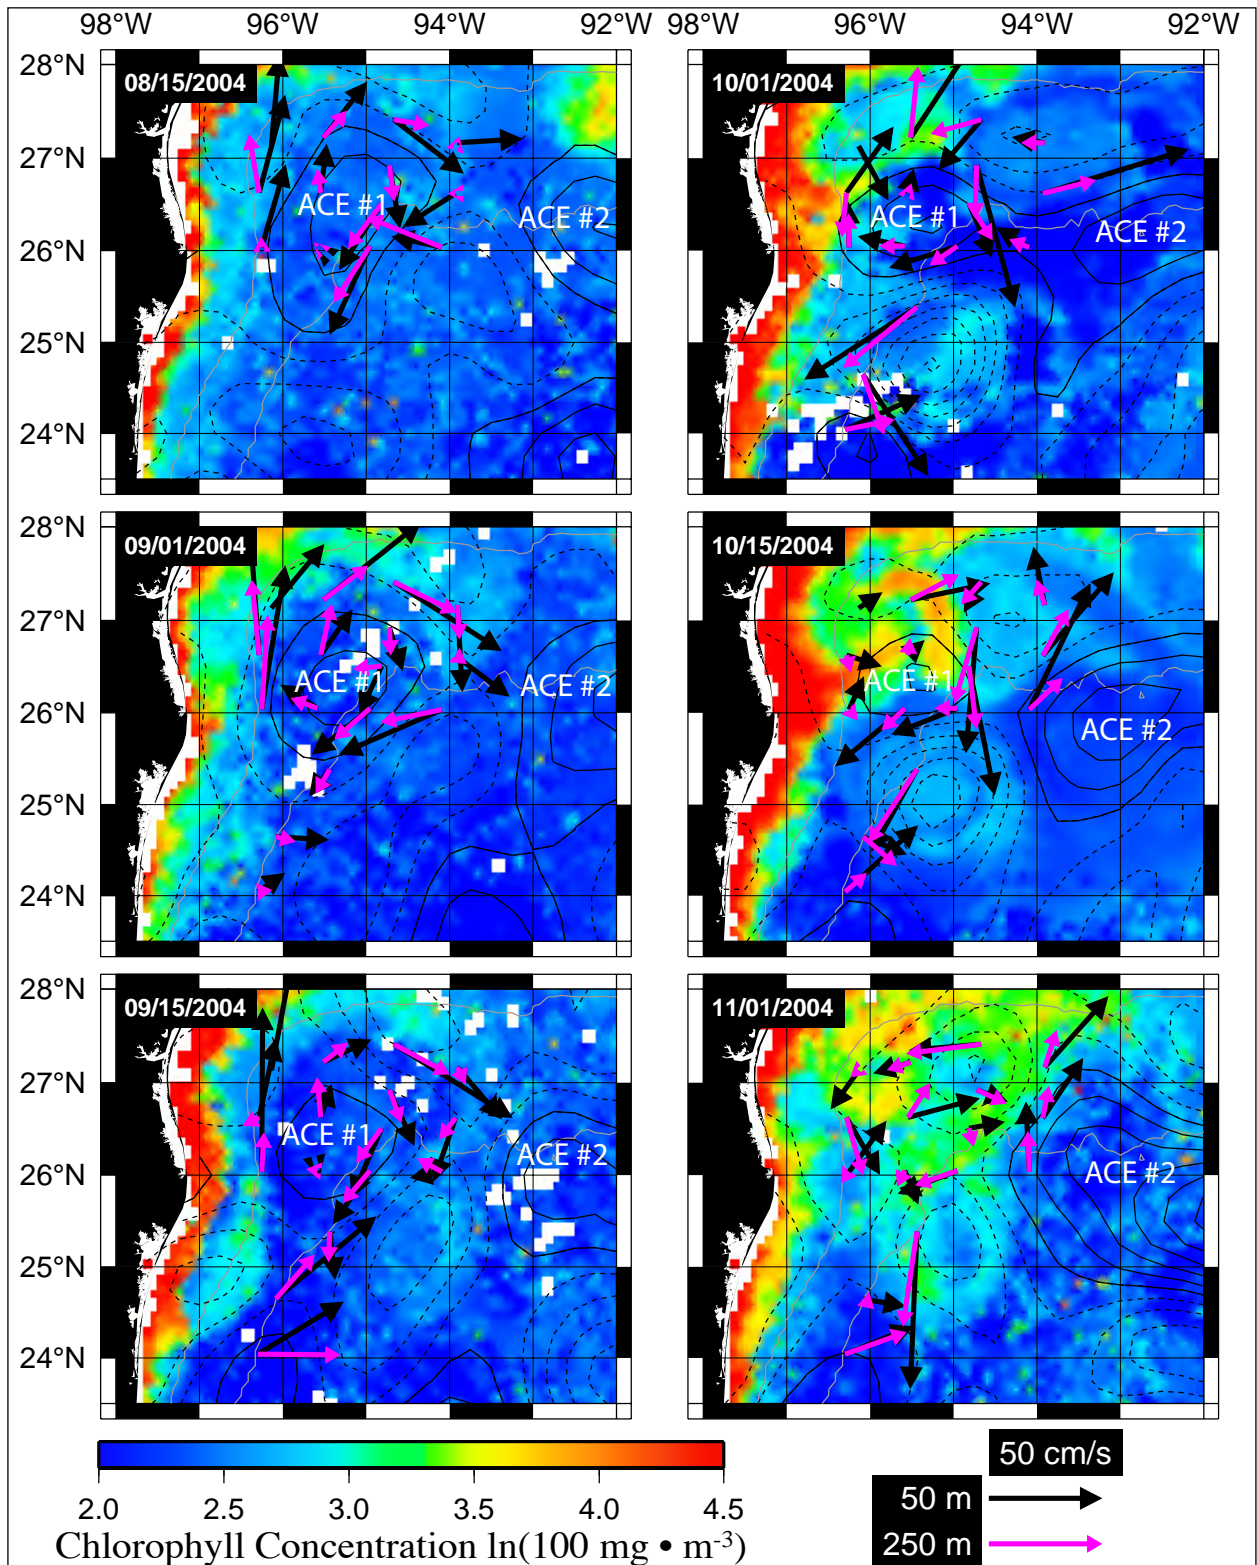 98°W 96°W 94°W 92°W 98°W 96°W 94°W 92°W
28°N
27°N
26°N
25°N
24°N
08/15/2004
ACE #1
ACE #2
10/01/2004
ACE #1
ACE #2
28°N
27°N
26°N
25°N
24°N
09/01/2004
ACE #1
ACE #2
10/15/2004
ACE #1
ACE #2
28°N
27°N
26°N
25°N
24°N
09/15/2004
ACE #1
ACE #2
11/01/2004
ACE #2
2.0 2.5 3.0 3.5 4.0 4.5
Chlorophyll Concentration ln(100 mg • m-3)
50 cm/s
50 m
250 m